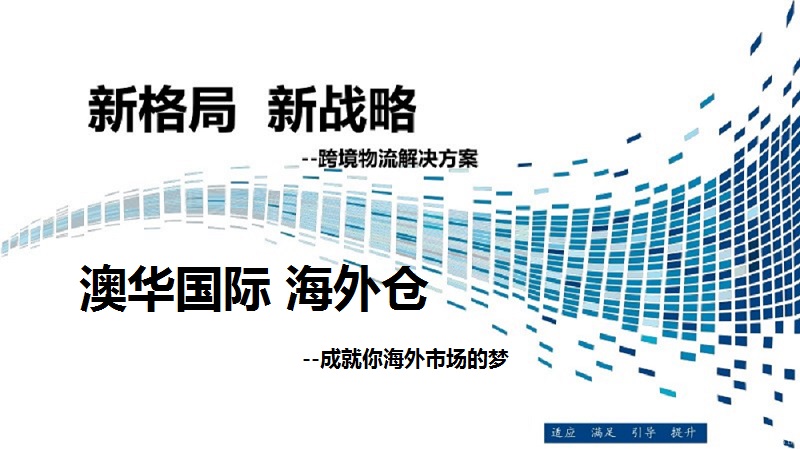 新格局 新战略
--跨境物流解决方案
澳华国际 海外仓
--成就你海外市场的梦
适应 满足 引导 提升